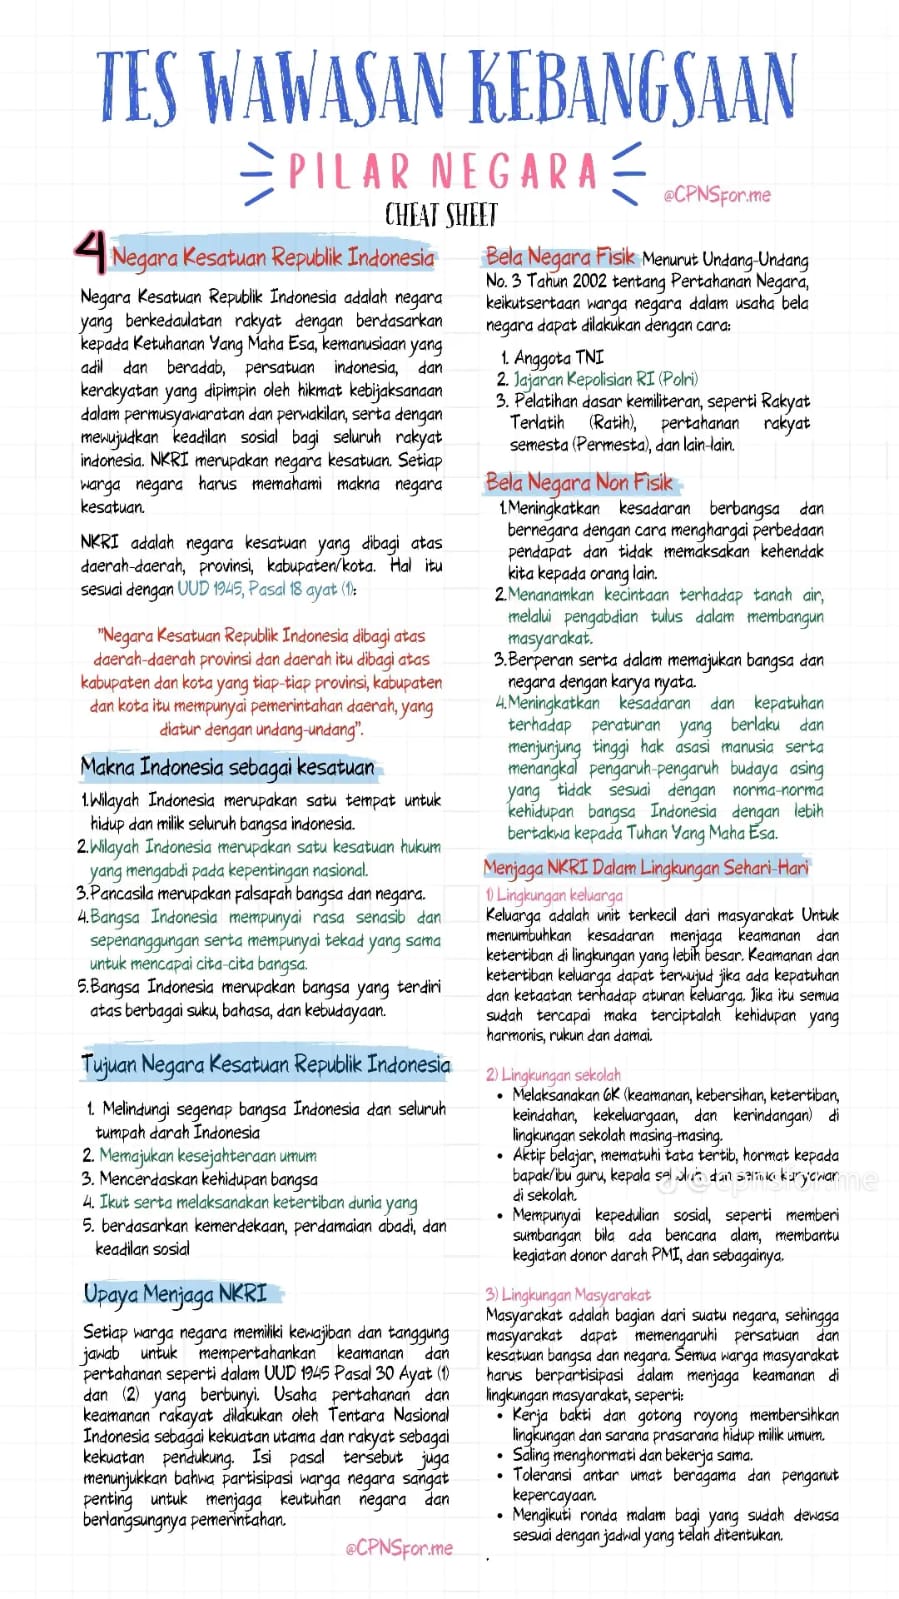 TES WAWASAN KEBANGSAAN
PILAR NEGARA
CHEAT SHEET
@CPNSfor.me
4 Negara Kesatuan Republik Indonesia
Negara Kesatuan Republik Indonesia adalah negara
yang berkedaulatan rakyat dengan berdasarkan
kepada Ketuhanan Yang Maha Esa, kemanusiaan yang
adil dan beradab, persatuan indonesia, dan
kerakyatan yang dipimpin oleh hikmat kebijaksanaan
dalam permusyawaratan dan perwakilan, serta dengan
mewujudkan keadilan sosial bagi seluruh rakyat
indonesia. NKRI merupakan negara kesatuan. Setiap
warga negara harus memahami makna negara
kesatuan.
NKRI adalah negara kesatuan yang dibagi atas
daerah-daerah, provinsi, kabupaten/kota. Hal itu
sesuai dengan UUD 1945, Pasal 18 ayat (1):
"Negara Kesatuan Republik Indonesia dibagi atas
daerah-daerah provinsi dan daerah itu dibagi atas
kabupaten dan kota yang tiap-tiap provinsi, kabupaten
dan kota itu mempunyai pemerintahan daerah, yang
diatur dengan undang-undang".
Makna Indonesia sebagai kesatuan
1.Wilayah Indonesia merupakan satu tempat untuk
hidup dan milik seluruh bangsa indonesia.
2.Wilayah Indonesia merupakan satu kesatuan hukum
yang mengabdi pada kepentingan nasional.
3.Pancasila merupakan falsafah bangsa dan negara.
4.Bangsa Indonesia mempunyai rasa senasib dan
sepenanggungan serta mempunyai tekad yang sama
untuk mencapai cita-cita bangsa.
5.Bangsa Indonesia merupakan bangsa yang terdiri
atas berbagai suku, bahasa, dan kebudayaan.
Tujuan Negara Kesatuan Republik Indonesia
1. Melindungi segenap bangsa Indonesia dan seluruh
tumpah darah Indonesia
2. Memajukan kesejahteraan umum
3. Mencerdaskan kehidupan bangsa
4. Ikut serta melaksanakan ketertiban dunia yang
5. berdasarkan kemerdekaan, perdamaian abadi, dan
keadilan sosial
Upaya Menjaga NKRI
Setiap warga negara memiliki kewajiban dan tanggung
jawab untuk mempertahankan keamanan dan
pertahanan seperti dalam UUD 1945 Pasal 30 Ayat (1)
dan (2) yang berbunyi. Usaha pertahanan dan
keamanan rakayat dilakukan oleh Tentara Nasional
Indonesia sebagai kekuatan utama dan rakyat sebagai
kekuatan pendukung. Isi pasal tersebut juga
menunjukkan bahwa partisipasi warga negara sangat
penting untuk menjaga keutuhan negara dan
berlangsungnya pemerintahan.
@CPNSfor.me
Bela Negara Fisik Menurut Undang-Undang
No. 3 Tahun 2002 tentang Pertahanan Negara,
keikutsertaan warga negara dalam usaha bela
negara dapat dilakukan dengan cara:
1. Anggota TNI
2. Jajaran Kepolisian RI (Polri)
3. Pelatihan dasar kemiliteran, seperti Rakyat
Terlatih (Ratih), pertahanan rakyat
semesta (Permesta), dan lain-lain.
Bela Negara Non Fisik
1.Meningkatkan kesadaran berbangsa dan
bernegara dengan cara menghargai perbedaan
pendapat dan tidak memaksakan kehendak
kita kepada orang lain.
2.Menanamkan kecintaan terhadap tanah air,
melalui pengabdian tulus dalam membangun
masyarakat.
3.Berperan serta dalam memajukan bangsa dan
negara dengan karya nyata.
4.Meningkatkan kesadaran dan kepatuhan
terhadap peraturan yang berlaku dan
menjunjung tinggi hak asasi manusia serta
menangkal pengaruh-pengaruh budaya asing
yang tidak sesuai dengan norma-norma
kehidupan bangsa Indonesia dengan lebih
bertakwa kepada Tuhan Yang Maha Esa.
Menjaga NKRI Dalam Lingkungan Sehari-Hari
1) Lingkungan keluarga
Keluarga adalah unit terkecil dari masyarakat Untuk
menumbuhkan kesadaran menjaga keamanan dan
ketertiban di lingkungan yang lebih besar. Keamanan dan
ketertiban keluarga dapat terwujud jika ada kepatuhan
dan ketaatan terhadap aturan keluarga. Jika itu semua
sudah tercapai maka terciptalah kehidupan yang
harmonis, rukun dan damai.
2) Lingkungan sekolah
• Melaksanakan 6K (keamanan, kebersihan, ketertiban,
keindahan, kekeluargaan, dan kerindangan) di
lingkungan sekolah masing-masing.
• Aktif belajar, mematuhi tata tertib, hormat kepada
bapak/ibu guru, kepala sekolah, dan semua karyawan
di sekolah.
@cpnsfor.me
• Mempunyai kepedulian sosial, seperti memberi
sumbangan bila ada bencana alam, membantu
kegiatan donor darah PMI, dan sebagainya.
3) Lingkungan Masyarakat
Masyarakat adalah bagian dari suatu negara, sehingga
masyarakat dapat memengaruhi persatuan dan
kesatuan bangsa dan negara. Semua warga masyarakat
harus berpartisipasi dalam menjaga keamanan di
lingkungan masyarakat, seperti:
• Kerja bakti dan gotong royong membersihkan
lingkungan dan sarana prasarana hidup milik umum.
• Saling menghormati dan bekerja sama.
• Toleransi antar umat beragama dan penganut
kepercayaan.
• Mengikuti ronda malam bagi yang sudah dewasa
sesuai dengan jadwal yang telah ditentukan.
.